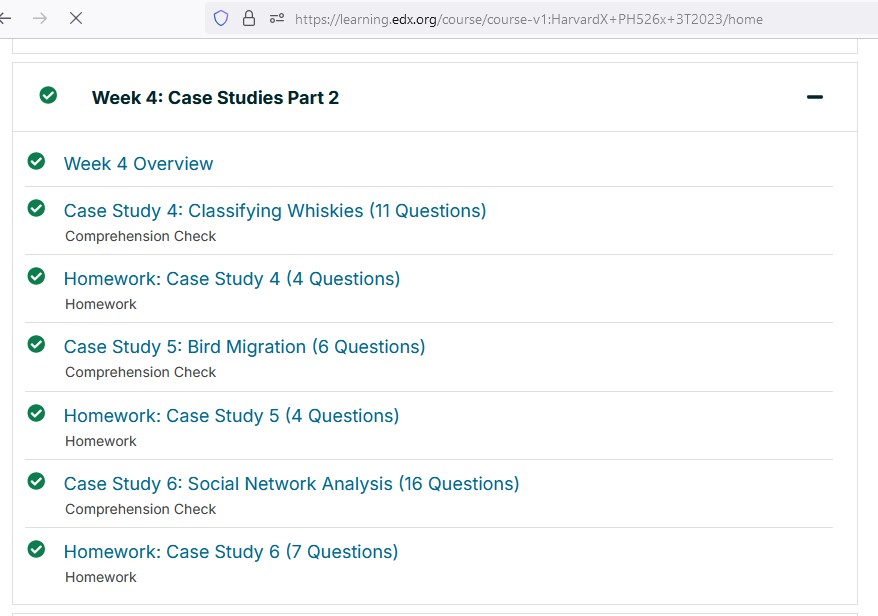 https://learning.edx.org/course/course-v1:HarvardX+PH526x+3T2023/home
Week 4: Case Studies Part 2
Week 4 Overview
Case Study 4: Classifying Whiskies (11 Questions)
Comprehension Check
Homework: Case Study 4 (4 Questions)
Homework
Case Study 5: Bird Migration (6 Questions)
Comprehension Check
Homework: Case Study 5 (4 Questions)
Homework
Case Study 6: Social Network Analysis (16 Questions)
Comprehension Check
Homework: Case Study 6 (7 Questions)
Homework